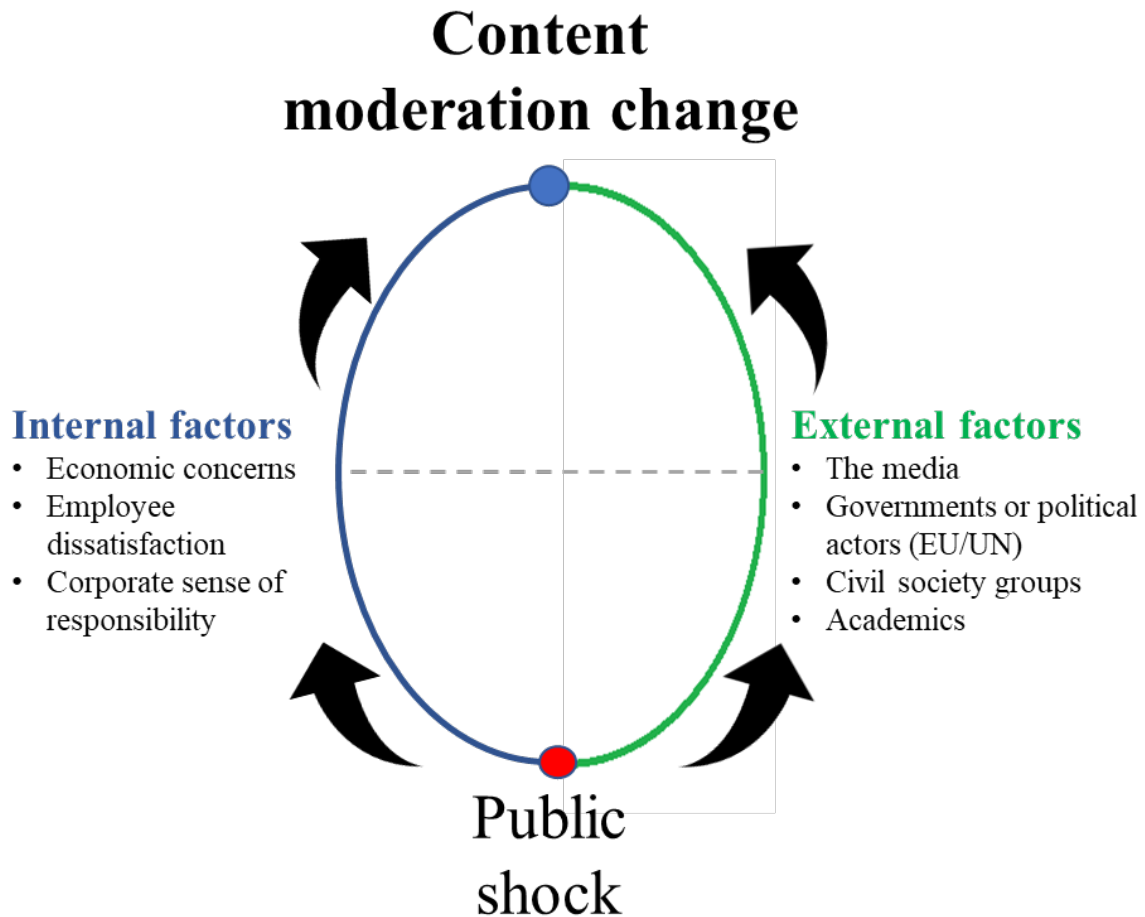 Content
moderation change
Internal factors
• Economic concerns
• Employee
dissatisfaction
• Corporate sense of
responsibility
External factors
• The media
• Governments or political
actors (EU/UN)
• Civil society groups
• Academics
Public
shock